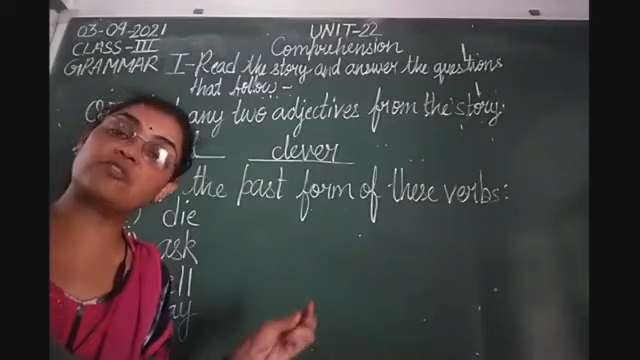 03-09-2021 UNIT-22
CLASS-III Comprehension
GRAMMAR I-Read the story and answer the questions
that follow-
any two adjectives from the story.
clever
the past form of these verbs:
die
ask